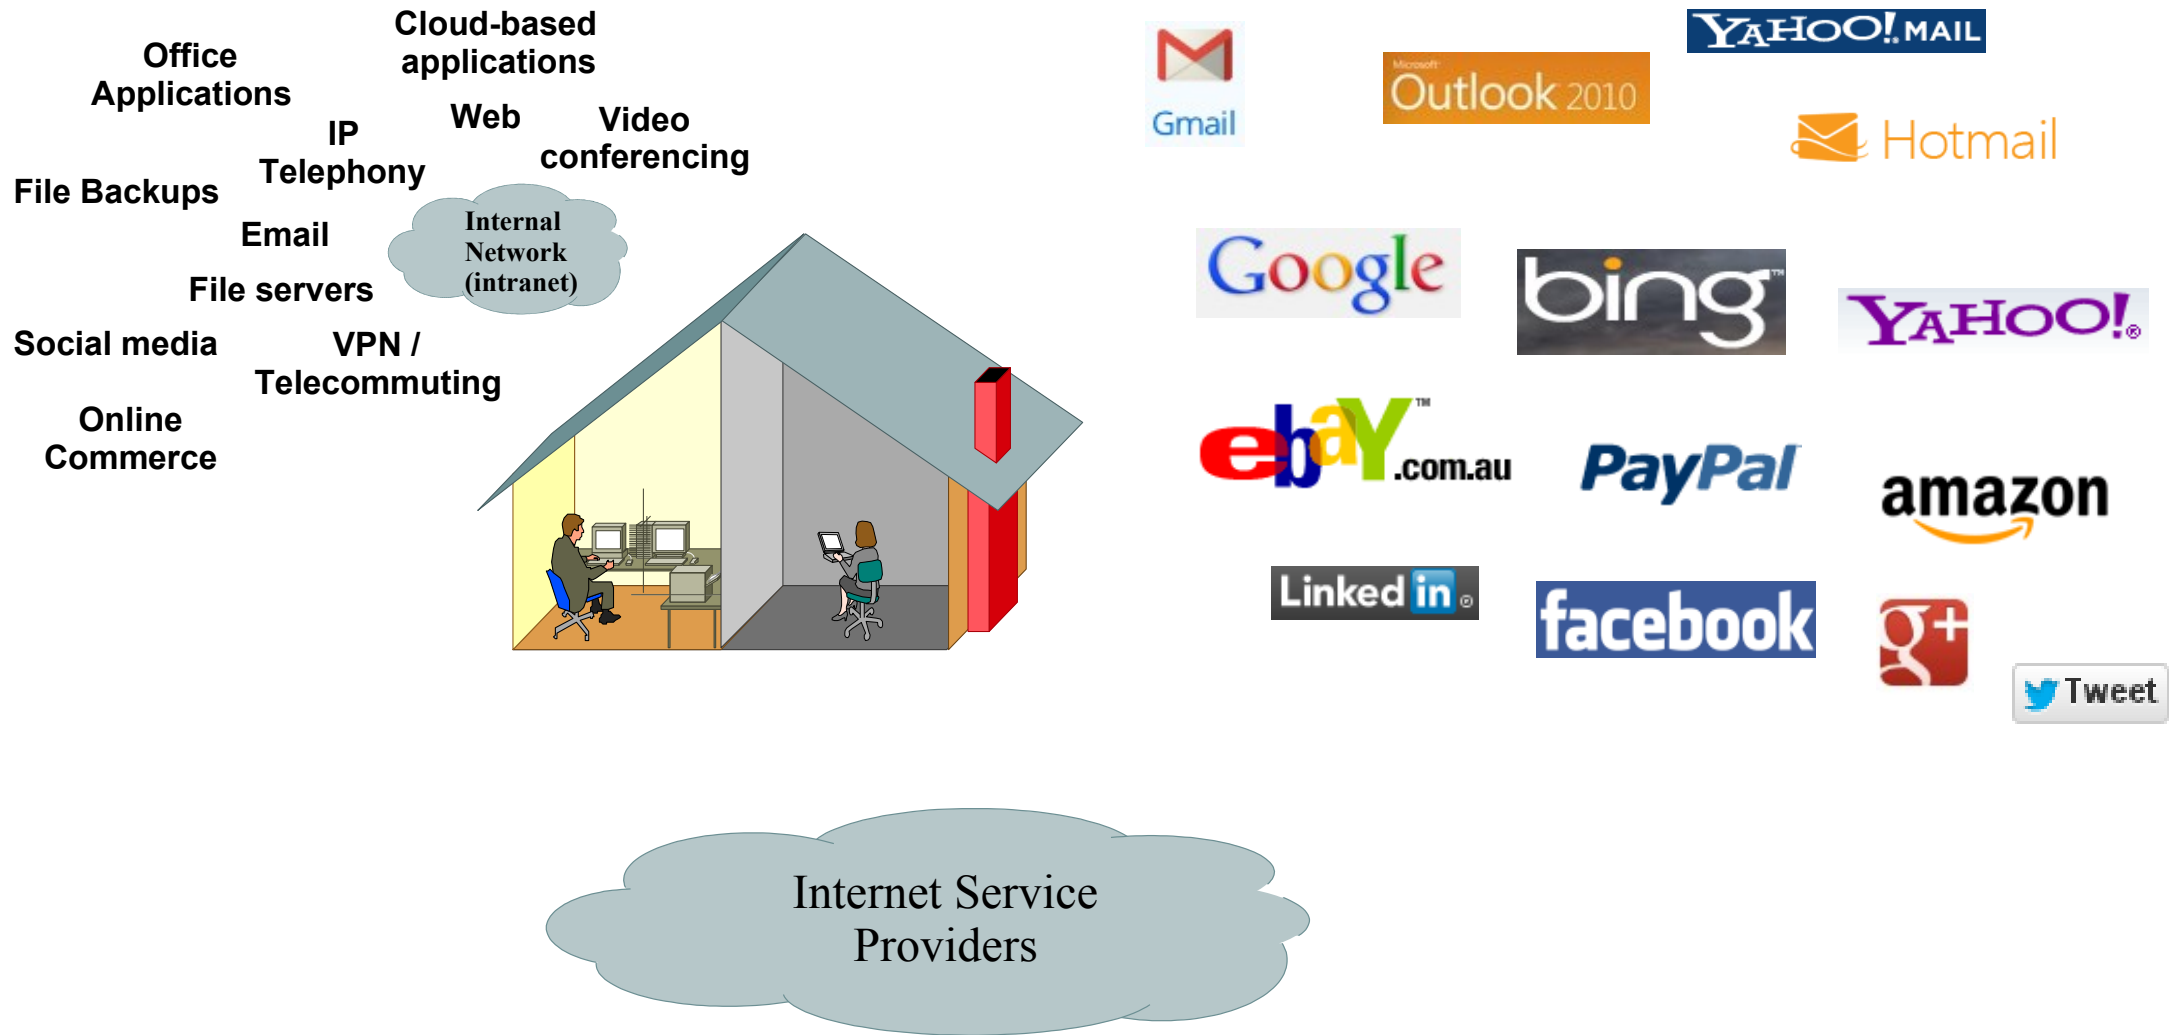 Office
Applications
Cloud-based
applications
IP
Telephony
Web
Video
conferencing
File Backups
Email
Internal
Network
(intranet)
File servers
Social media
VPN /
Telecommuting
Online
Commerce
Gmail
Microsoft
Outlook 2010
YAHOO! MAIL
Hotmail
Google
bing™
YAHOO!®
ebaY™.com.au
PayPal
amazon
Linked in ®
facebook
g+
Tweet
Internet Service
Providers